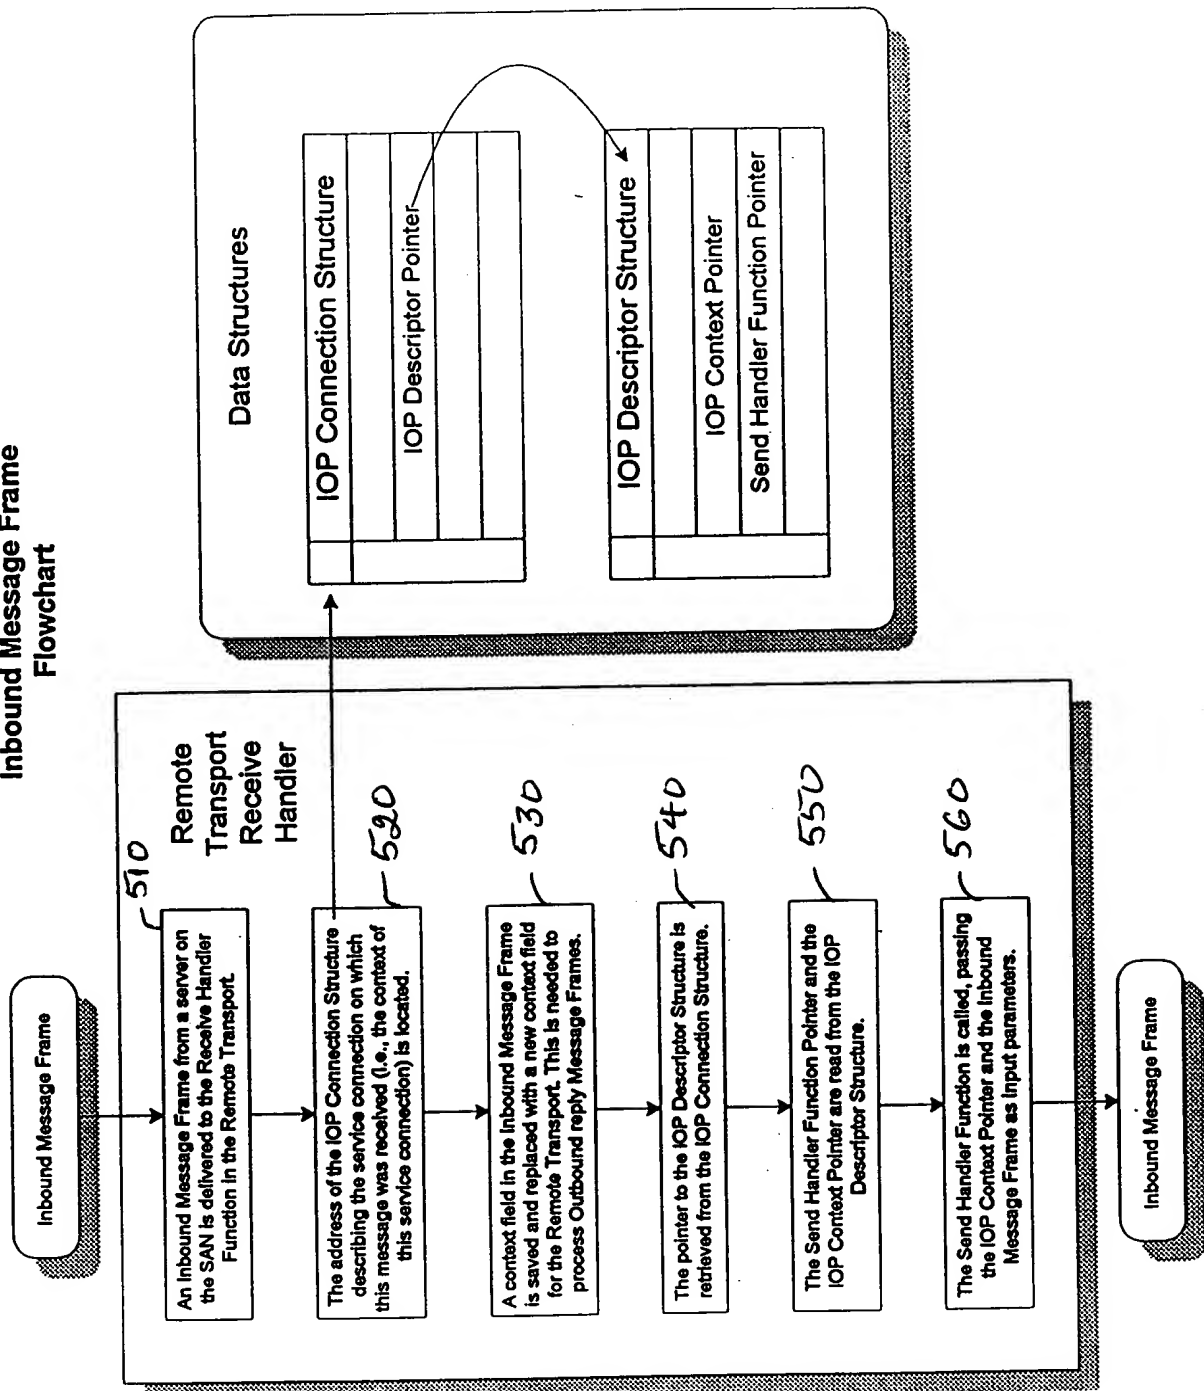 Inbound Message Frame
Flowchart
Inbound Message Frame
Remote
Transport
Receive
Handler
510
An Inbound Message Frame from a server on
the SAN is delivered to the Receive Handler
Function in the Remote Transport.
520
The address of the IOP Connection Structure
describing the service connection on which
this message was received (i.e., the context of
this service connection) is located.
530
A context field in the Inbound Message Frame
is saved and replaced with a new context field
for the Remote Transport. This is needed to
process Outbound reply Message Frames.
540
The pointer to the IOP Descriptor Structure is
retrieved from the IOP Connection Structure.
550
The Send Handler Function Pointer and the
IOP Context Pointer are read from the IOP
Descriptor Structure.
560
The Send Handler Function is called, passing
the IOP Context Pointer and the Inbound
Message Frame as input parameters.
Inbound Message Frame
Data Structures
IOP Connection Structure
IOP Descriptor Pointer
IOP Descriptor Structure
IOP Context Pointer
Send Handler Function Pointer